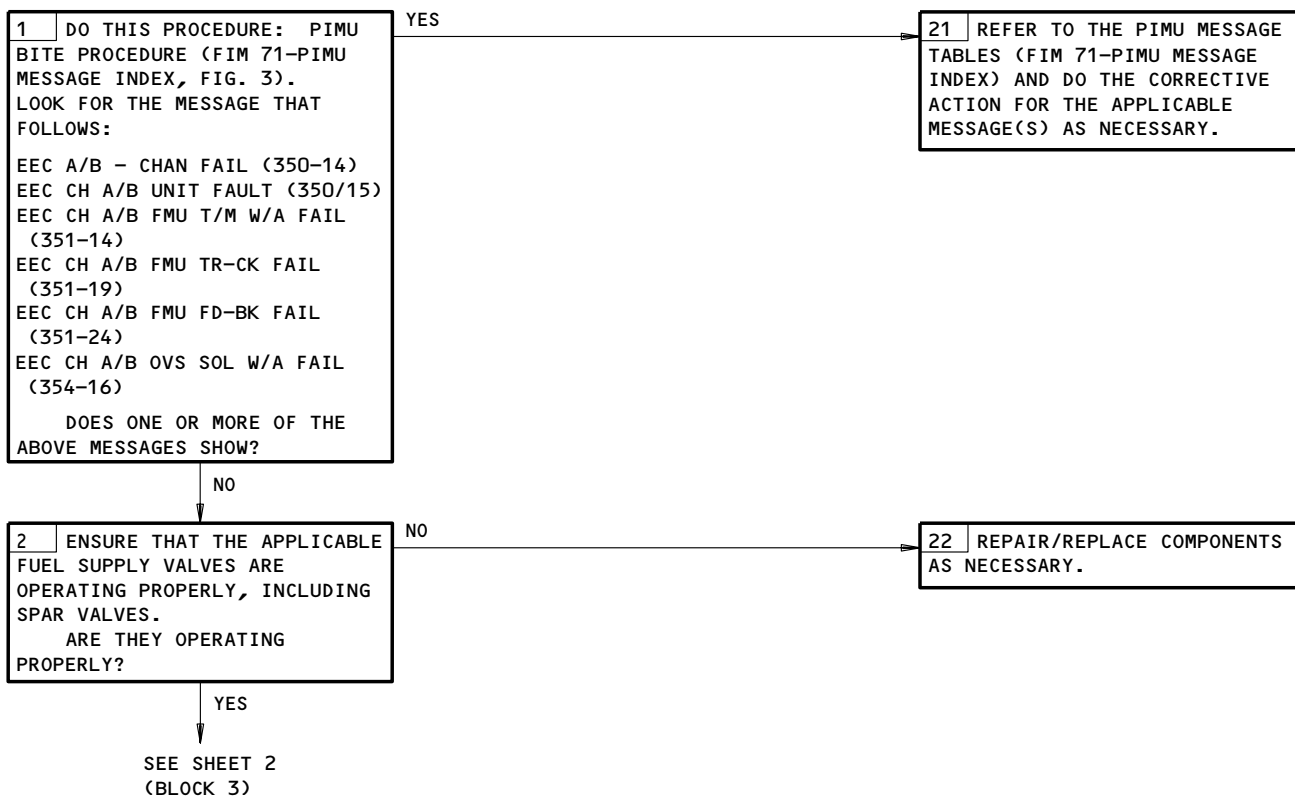 1 DO THIS PROCEDURE: PIMU
BITE PROCEDURE (FIM 71-PIMU
MESSAGE INDEX, FIG. 3).
LOOK FOR THE MESSAGE THAT
FOLLOWS:
EEC A/B - CHAN FAIL (350-14)
EEC CH A/B UNIT FAULT (350/15)
EEC CH A/B FMU T/M W/A FAIL
(351-14)
EEC CH A/B FMU TR-CK FAIL
(351-19)
EEC CH A/B FMU FD-BK FAIL
(351-24)
EEC CH A/B OVS SOL W/A FAIL
(354-16)
DOES ONE OR MORE OF THE
ABOVE MESSAGES SHOW?
YES
21 REFER TO THE PIMU MESSAGE
TABLES (FIM 71-PIMU MESSAGE
INDEX) AND DO THE CORRECTIVE
ACTION FOR THE APPLICABLE
MESSAGE(S) AS NECESSARY.
NO
2 ENSURE THAT THE APPLICABLE
FUEL SUPPLY VALVES ARE
OPERATING PROPERLY, INCLUDING
SPAR VALVES.
ARE THEY OPERATING
PROPERLY?
NO
22 REPAIR/REPLACE COMPONENTS
AS NECESSARY.
YES
SEE SHEET 2
(BLOCK 3)